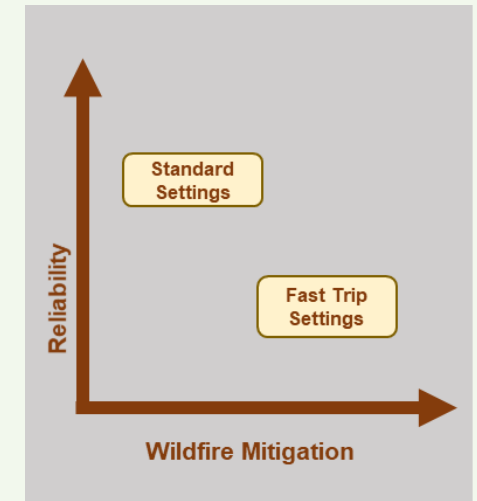 Standard
Settings
Fast Trip
Settings
Reliability
Wildfire Mitigation